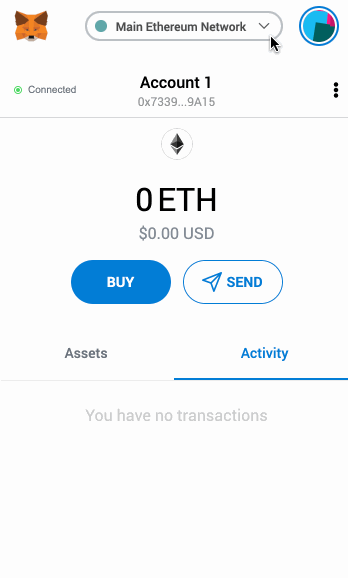 Main Ethereum Network
Connected
Account 1
0x7339...9A15
0 ETH
$0.00 USD
BUY
SEND
Assets
Activity
You have no transactions